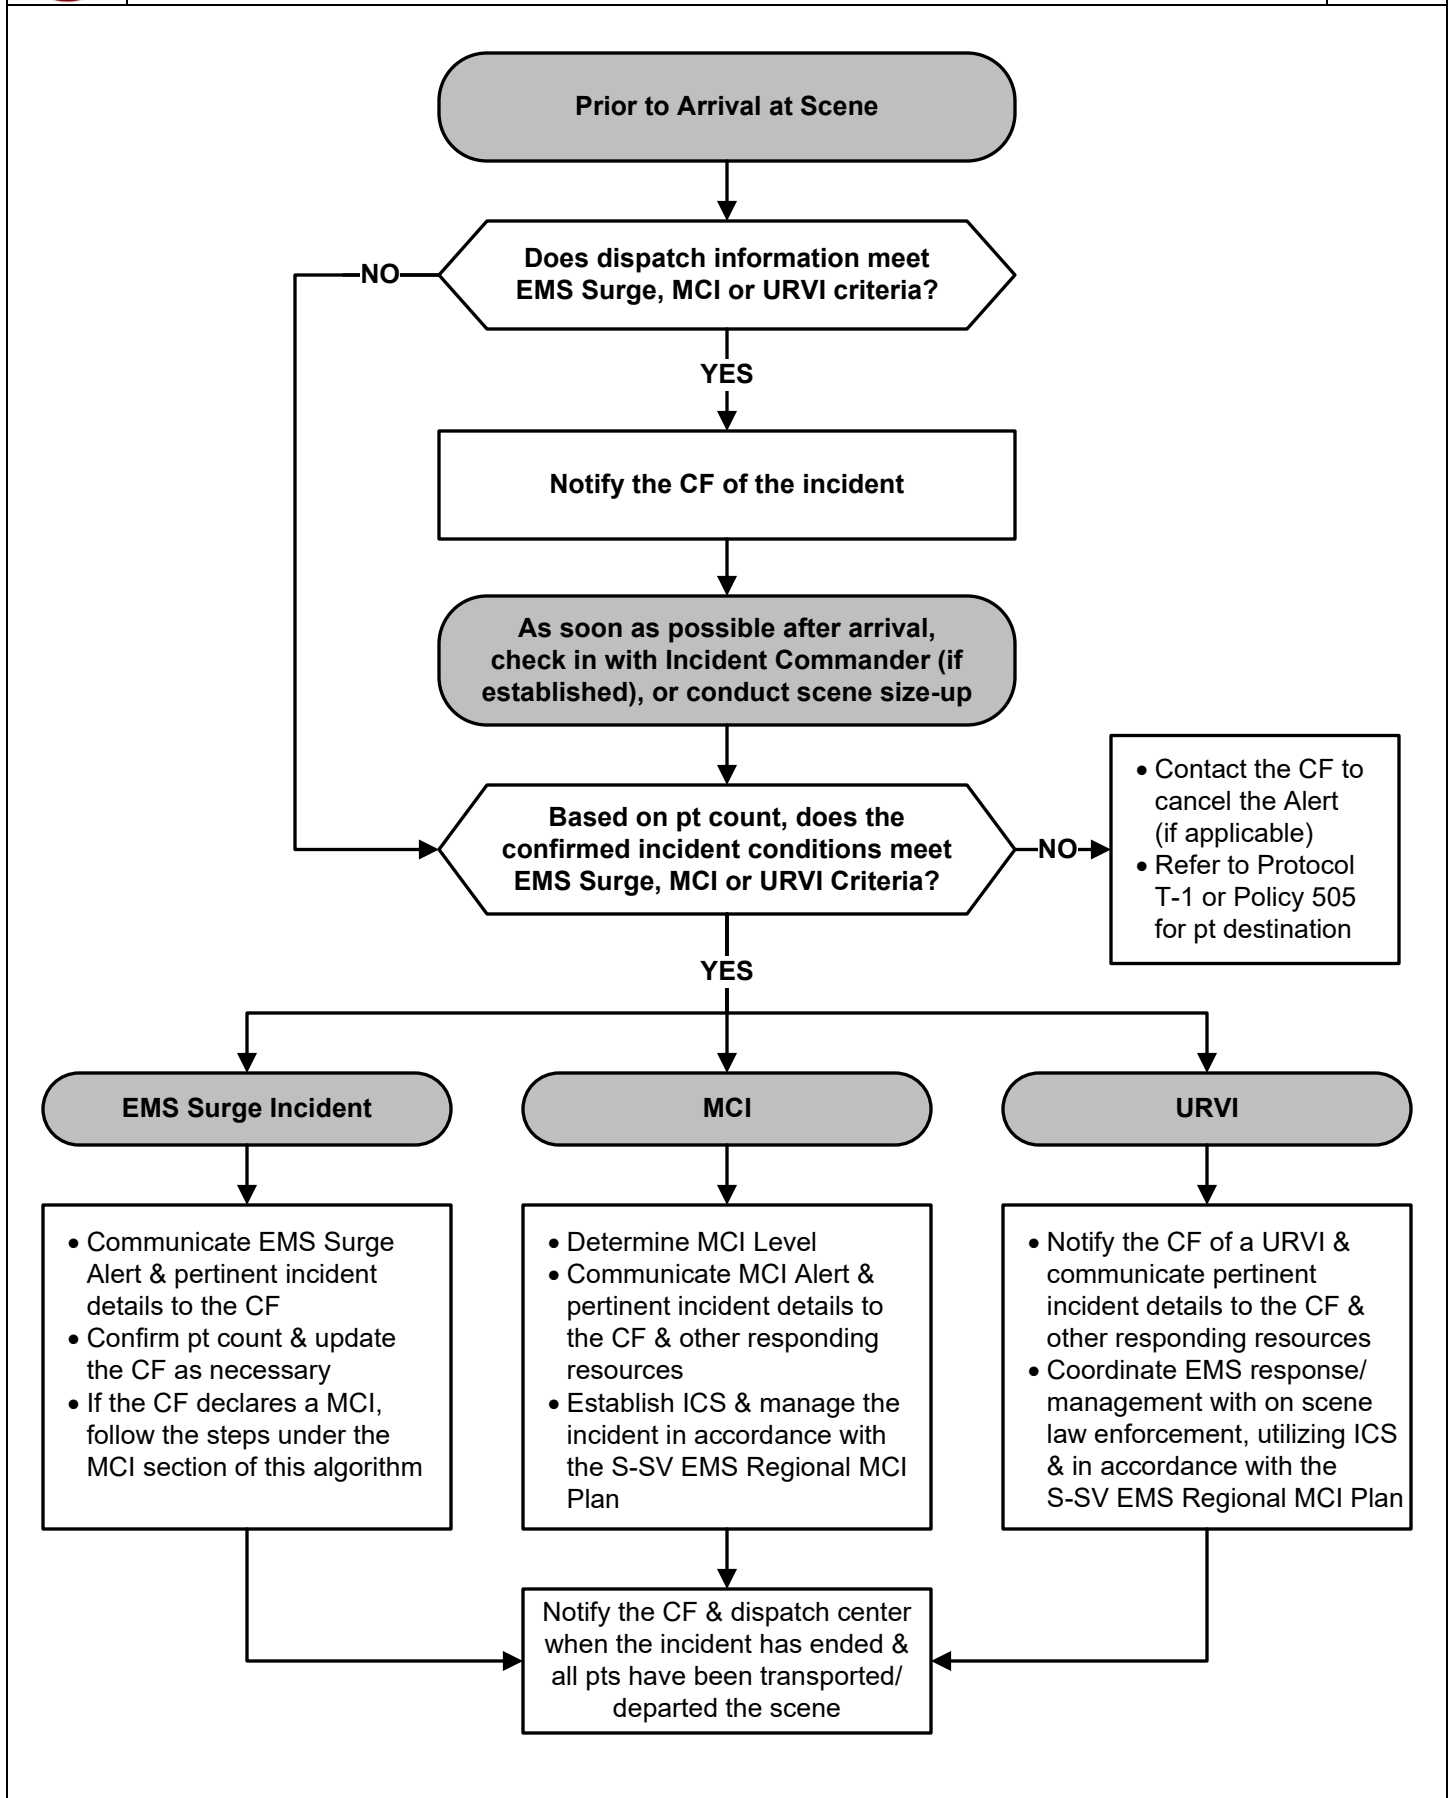 Prior to Arrival at Scene
Does dispatch information meet
EMS Surge, MCI or URVI criteria?
NO
YES
Notify the CF of the incident
As soon as possible after arrival,
check in with Incident Commander (if
established), or conduct scene size-up
Based on pt count, does the
confirmed incident conditions meet
EMS Surge, MCI or URVI Criteria?
NO
• Contact the CF to
cancel the Alert
(if applicable)
• Refer to Protocol
T-1 or Policy 505
for pt destination
YES
EMS Surge Incident
• Communicate EMS Surge
Alert & pertinent incident
details to the CF
• Confirm pt count & update
the CF as necessary
• If the CF declares a MCI,
follow the steps under the
MCI section of this algorithm
MCI
• Determine MCI Level
• Communicate MCI Alert &
pertinent incident details to
the CF & other responding
resources
• Establish ICS & manage the
incident in accordance with
the S-SV EMS Regional MCI
Plan
URVI
• Notify the CF of a URVI &
communicate pertinent
incident details to the CF &
other responding resources
• Coordinate EMS response/
management with on scene
law enforcement, utilizing ICS
& in accordance with the
S-SV EMS Regional MCI Plan
Notify the CF & dispatch center
when the incident has ended &
all pts have been transported/
departed the scene